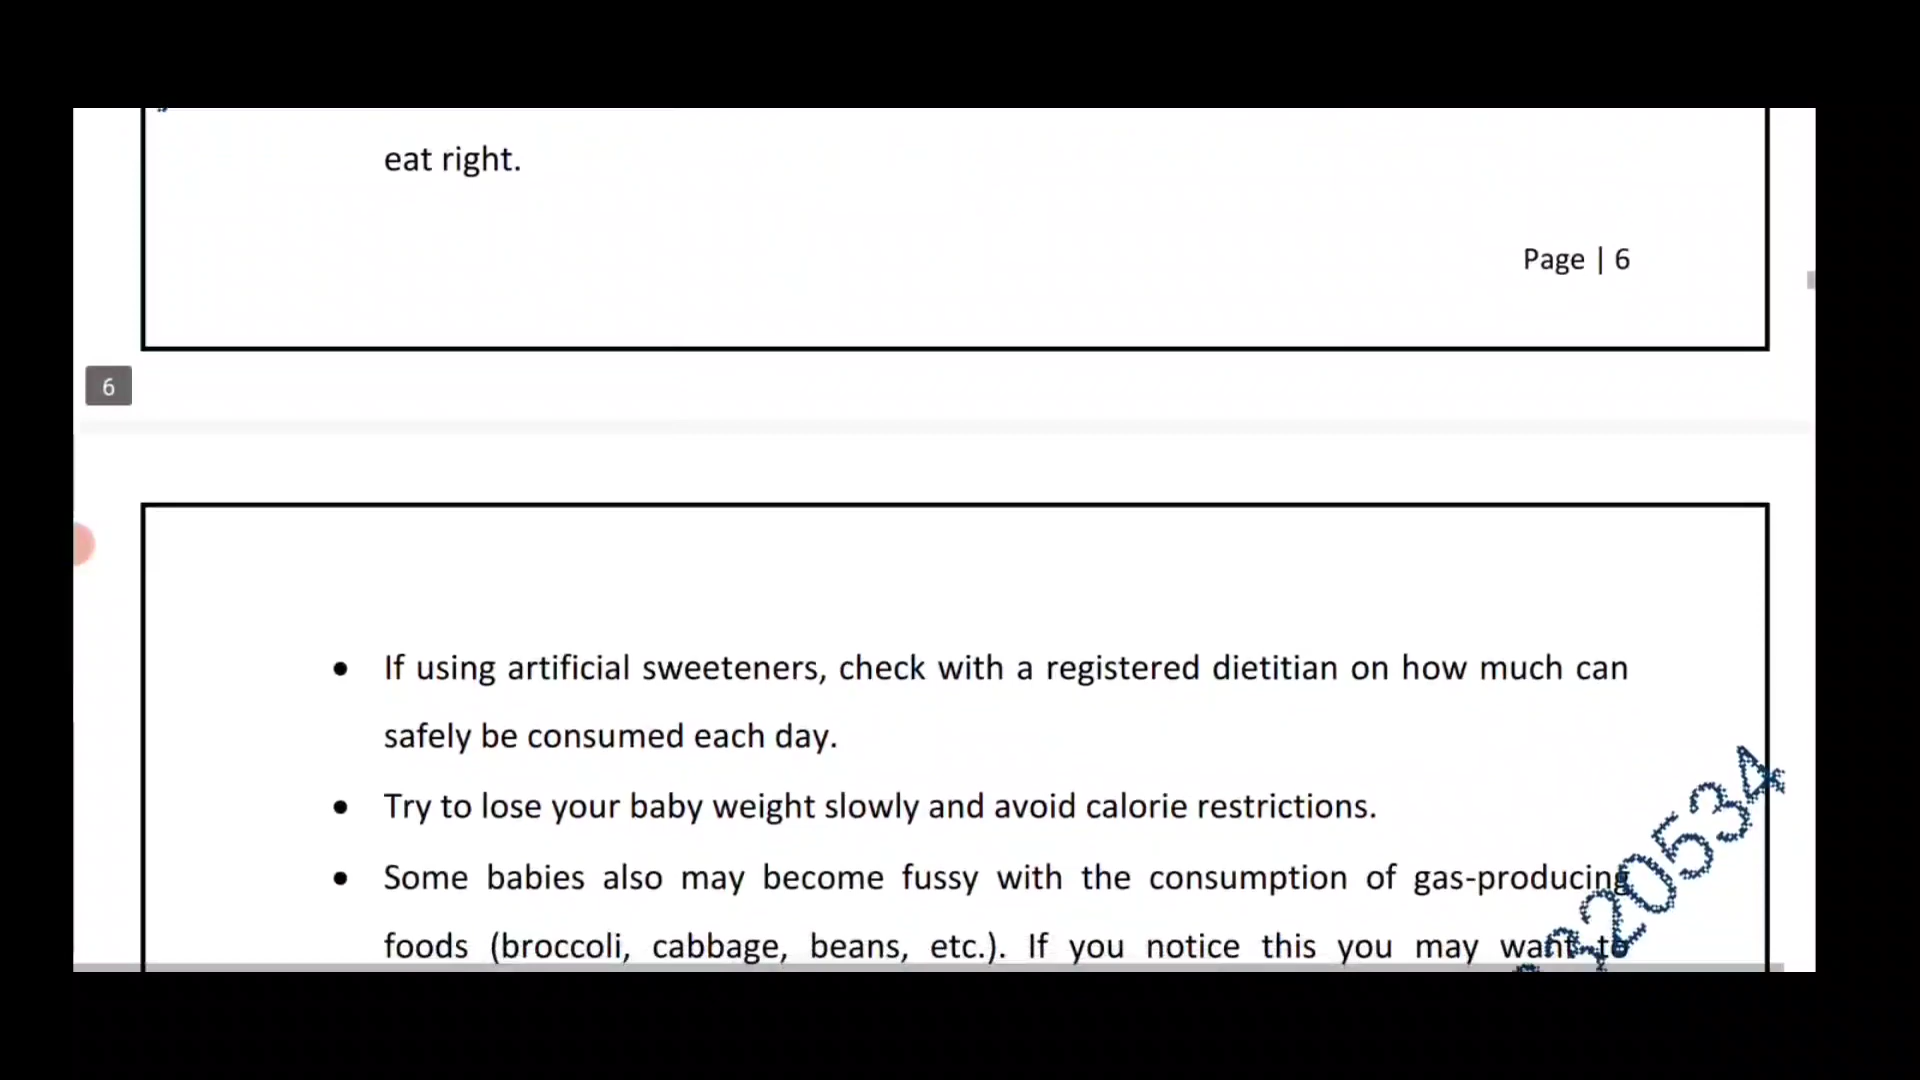 eat right.
Page | 6
6
• If using artificial sweeteners, check with a registered dietitian on how much can
safely be consumed each day.
• Try to lose your baby weight slowly and avoid calorie restrictions.
• Some babies also may become fussy with the consumption of gas-producing
foods (broccoli, cabbage, beans, etc.). If you notice this you may want to
320534